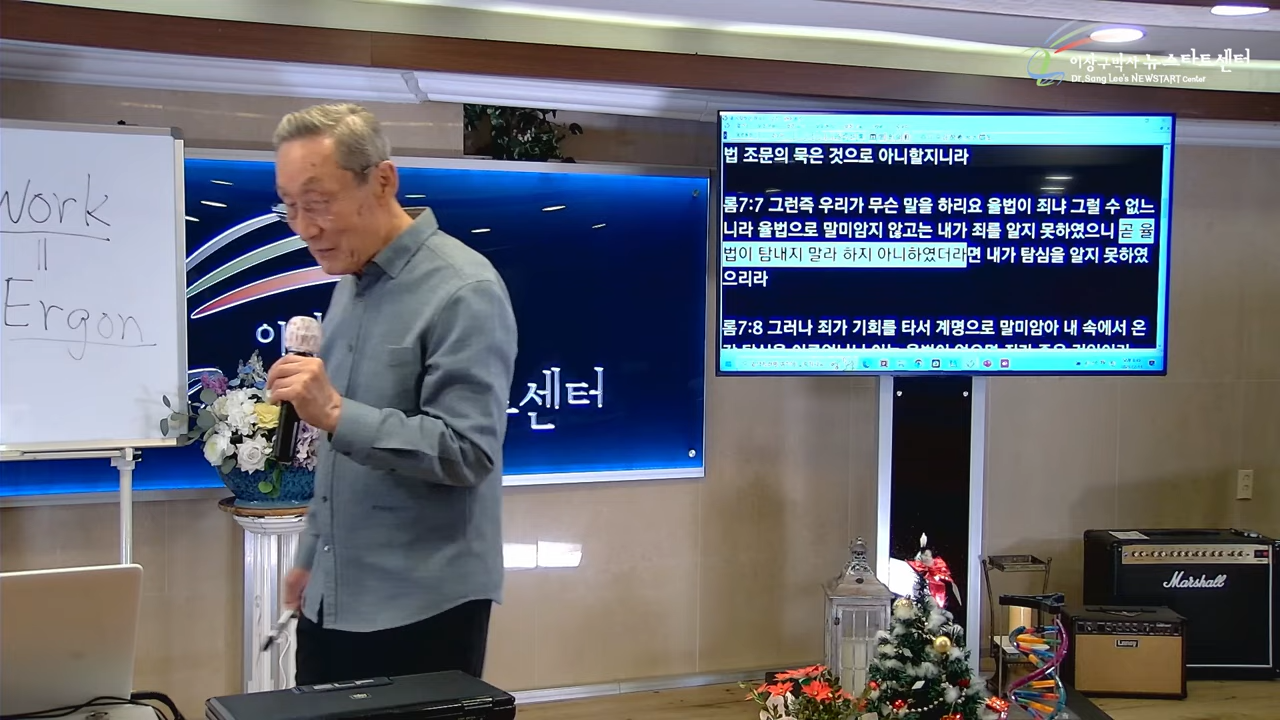 이상구박사 뉴스타트센터
Dr. Sang Lee's NEWSTART Center
Work
=
Ergon
센터
법 조문의 묵은 것으로 아니할지니라
롬7:7 그런즉 우리가 무슨 말을 하리요 율법이 죄냐 그럴 수 없느
니라 율법으로 말미암지 않고는 내가 죄를 알지 못하였으니 곧 율
법이 탐내지 말라 하지 아니하였더라면 내가 탐심을 알지 못하였
으리라
롬7:8 그러나 죄가 기회를 타서 계명으로 말미암아 내 속에서 온
Marshall
Laney